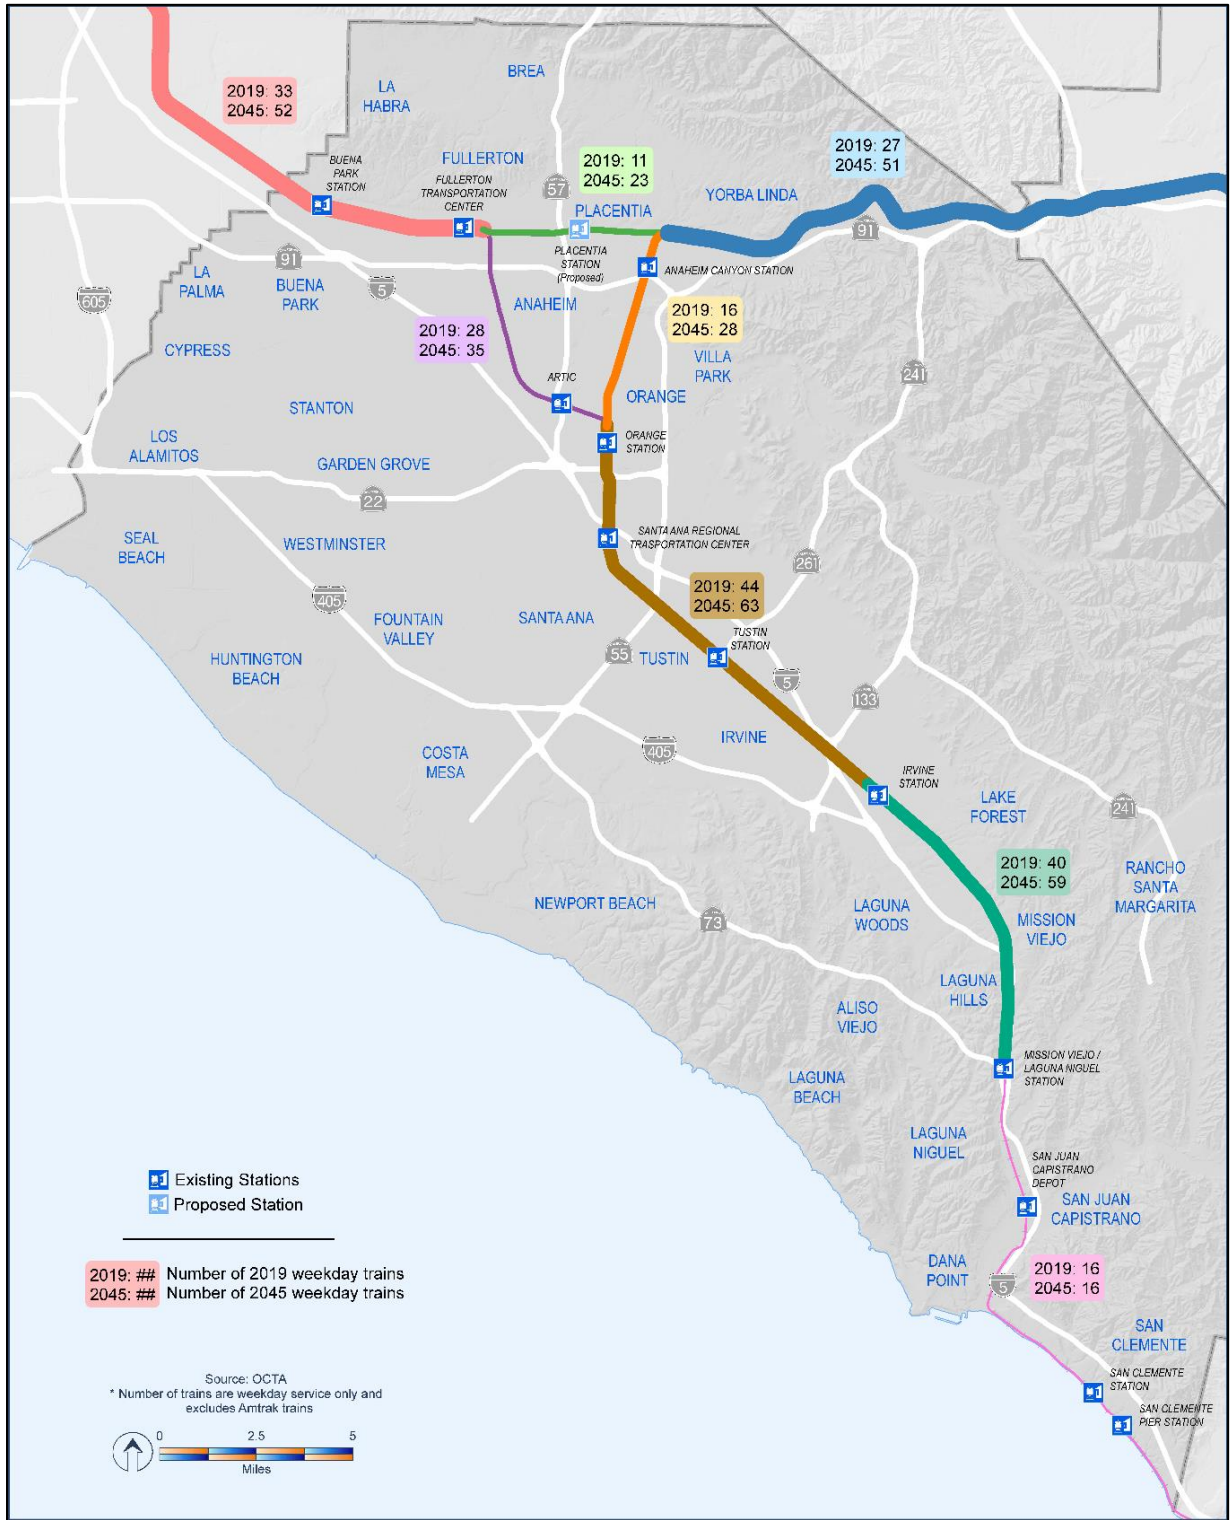 BREA
LA
HABRA
2019: 33
2045: 52
BUENA
PARK
STATION
FULLERTON
FULLERTON
TRANSPORTATION
CENTER
57
2019: 11
2045: 23
PLACENTIA
PLACENTIA
STATION
(Proposed)
2019: 27
2045: 51
YORBA LINDA
91
ANAHEIM CANYON STATION
91
LA
PALMA
BUENA
PARK
5
605
ANAHEIM
2019: 28
2045: 35
2019: 16
2045: 28
CYPRESS
VILLA
PARK
241
ARTIC
STANTON
ORANGE
LOS
ALAMITOS
ORANGE
STATION
GARDEN GROVE
22
SEAL
BEACH
WESTMINSTER
SANTA ANA REGIONAL
TRASPORTATION CENTER
261
2019: 44
2045: 63
405
FOUNTAIN
VALLEY
SANTA ANA
55
TUSTIN
TUSTIN
STATION
HUNTINGTON
BEACH
5
133
IRVINE
405
COSTA
MESA
IRVINE
STATION
LAKE
FOREST
241
2019: 40
2045: 59
RANCHO
SANTA
MARGARITA
NEWPORT BEACH
73
LAGUNA
WOODS
MISSION
VIEJO
LAGUNA
HILLS
ALISO
VIEJO
MISSION VIEJO /
LAGUNA NIGUEL
STATION
LAGUNA
BEACH
LAGUNA
NIGUEL
SAN JUAN
CAPISTRANO
DEPOT
SAN JUAN
CAPISTRANO
DANA
POINT
5
2019: 16
2045: 16
SAN
CLEMENTE
SAN CLEMENTE
STATION
SAN CLEMENTE
PIER STATION
Existing Stations
Proposed Station
2019: ## Number of 2019 weekday trains
2045: ## Number of 2045 weekday trains
Source: OCTA
* Number of trains are weekday service only and
excludes Amtrak trains
0 2.5 5
Miles